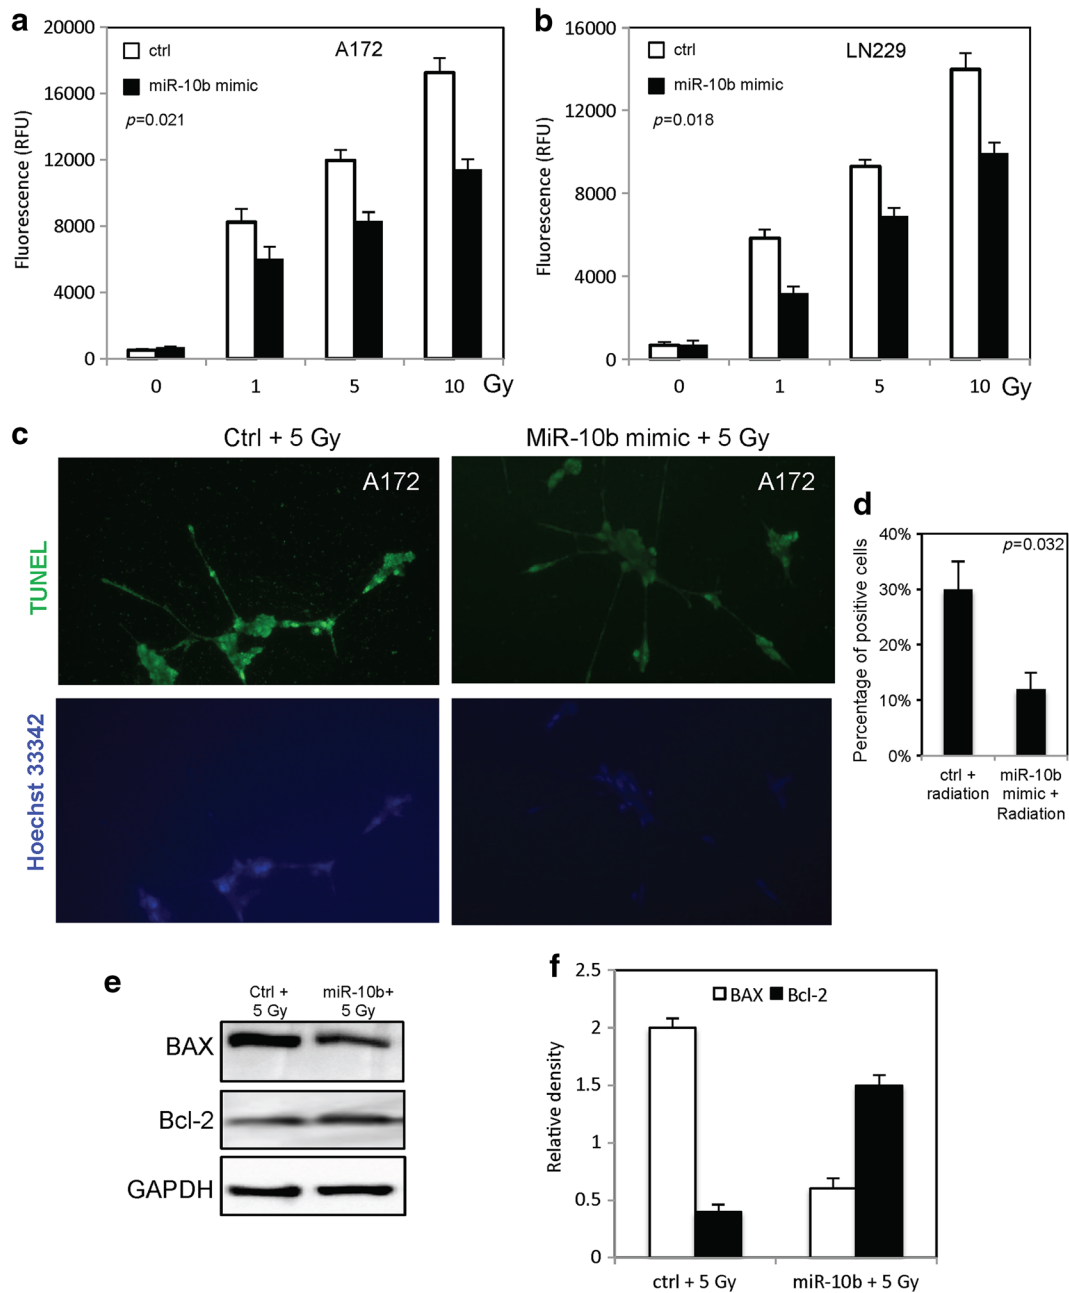 a
20000
16000
12000
8000
4000
0
Fluorescence (RFU)
ctrl
miR-10b mimic
p=0.021
A172
0 1 5 10 Gy
b
16000
12000
8000
4000
0
Fluorescence (RFU)
ctrl
miR-10b mimic
p=0.018
LN229
0 1 5 10 Gy
c
Ctrl + 5 Gy
MiR-10b mimic + 5 Gy
TUNEL
A172
A172
Hoechst 33342
d
40%
30%
20%
10%
0%
Percentage of positive cells
p=0.032
ctrl +
radiation
miR-10b
mimic +
Radiation
e
Ctrl +
5 Gy
miR-10b+
5 Gy
BAX
Bcl-2
GAPDH
f
2.5
2
1.5
1
0.5
0
Relative density
BAX Bcl-2
ctrl + 5 Gy
miR-10b + 5 Gy